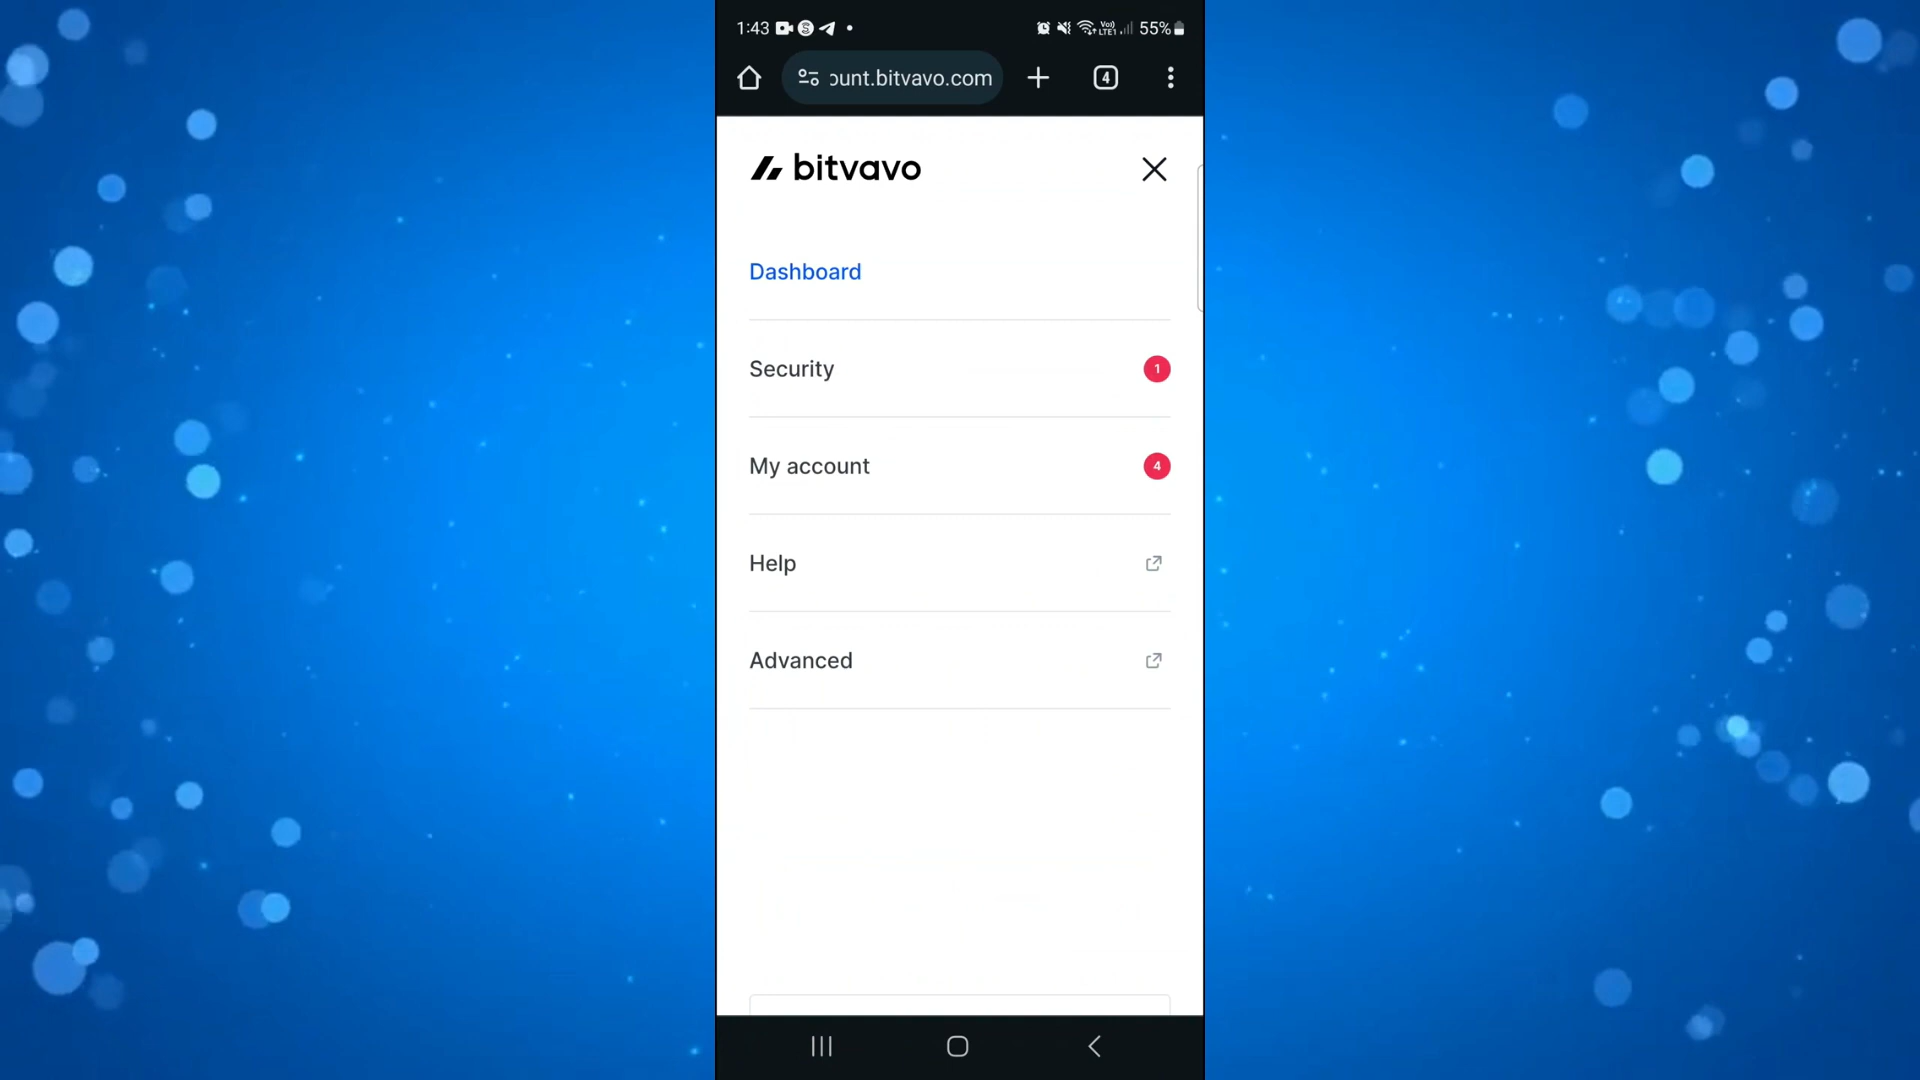 1:43 55%
ount.bitvavo.com 4
bitvavo
Dashboard
Security 1
My account 4
Help
Advanced